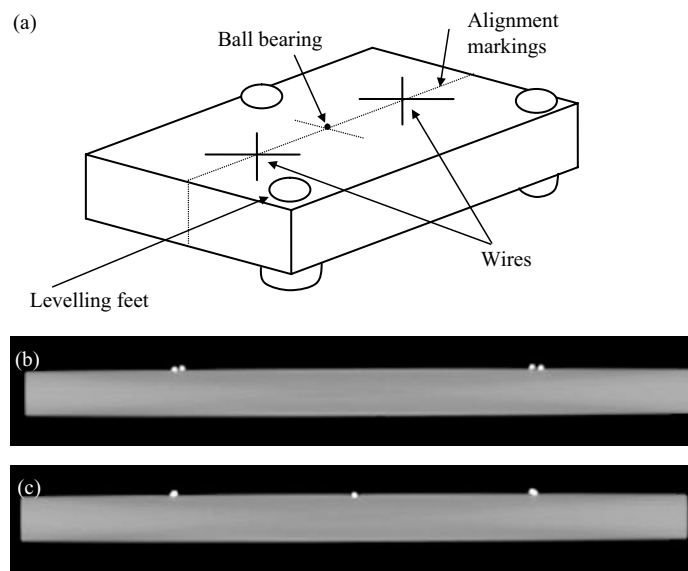 (a)
Ball bearing
Alignment
markings
Wires
Levelling feet
(b)
(c)